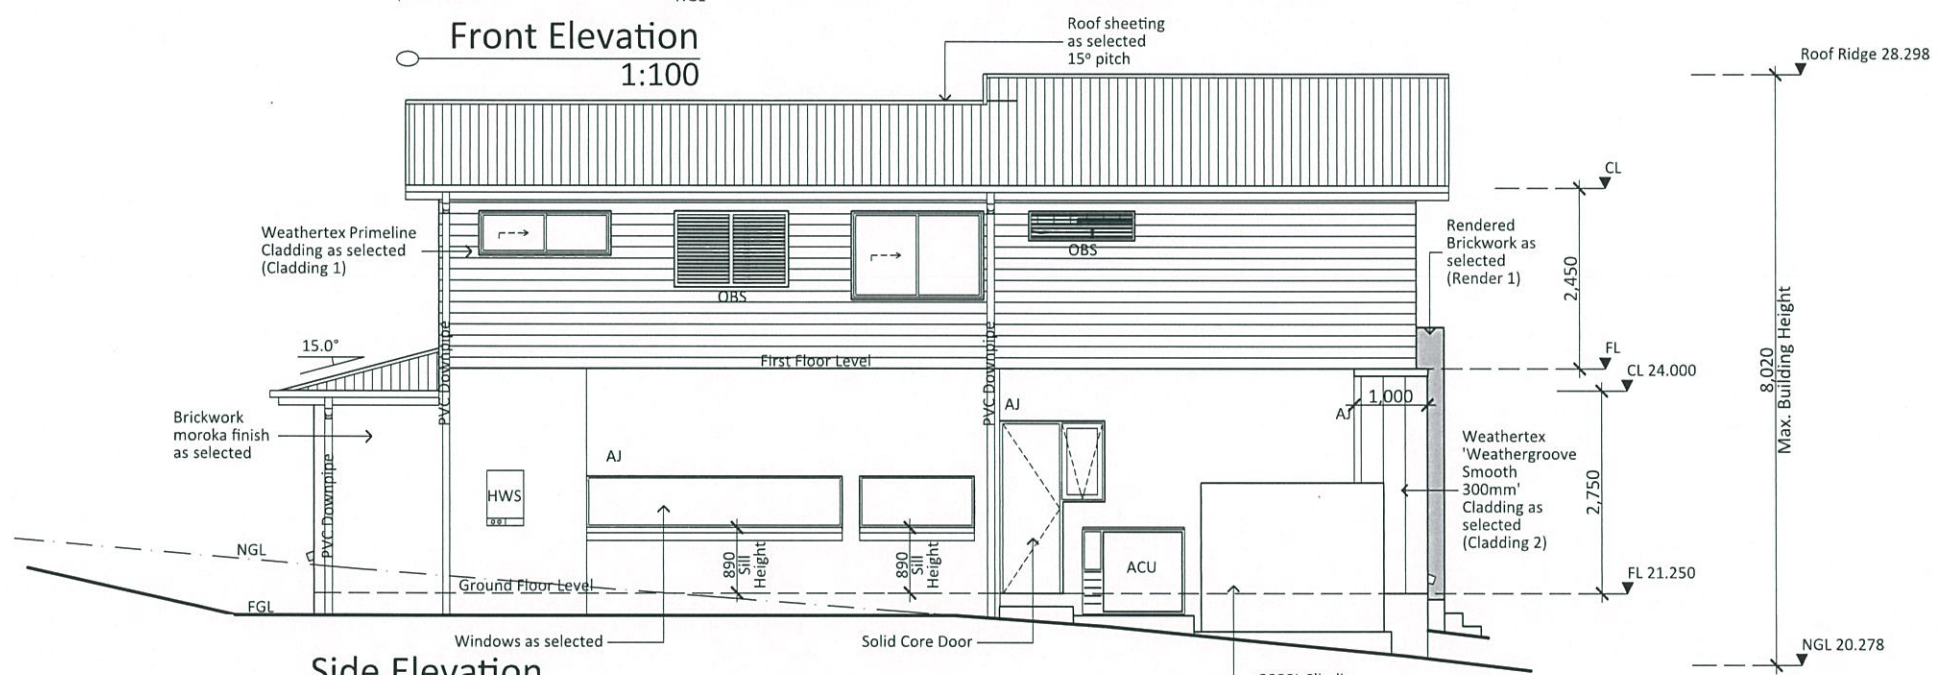 Front Elevation
1:100
Roof sheeting
as selected
15° pitch
Roof Ridge 28.298
CL
Weathertex Primeline
Cladding as selected
(Cladding 1)
OBS
OBS
Rendered
Brickwork as
selected
(Render 1)
2,450
8,020
Max. Building Height
15.0°
First Floor Level
FL
CL 24.000
PVC Downpipe
PVC Downpipe
PVC Downpipe
Brickwork
moroka finish
as selected
AJ
AJ
AJ
1,000
HWS
Weathertex
'Weathergroove
Smooth
300mm'
Cladding as
selected
(Cladding 2)
2,750
890
Sill
Height
890
Sill
Height
ACU
NGL
Ground Floor Level
FGL
FL 21.250
Windows as selected
Solid Core Door
NGL 20.278
Side Elevation